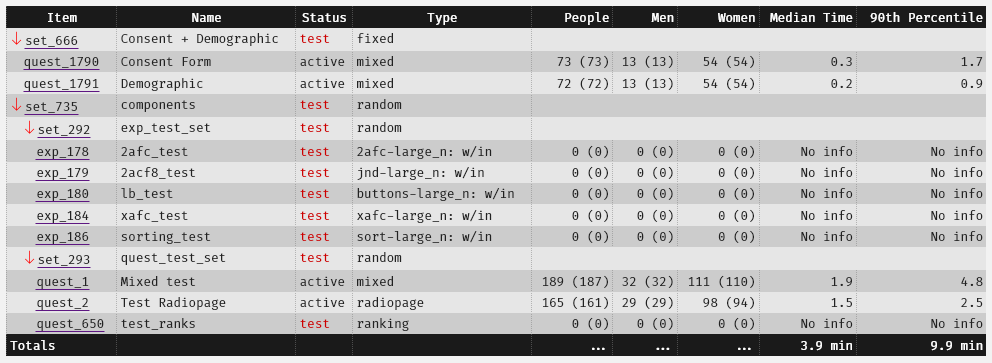 Item Name Status Type People Men Women Median Time 90th Percentile
↓ set_666 Consent + Demographic test fixed
quest_1790 Consent Form active mixed 73 (73) 13 (13) 54 (54) 0.3 1.7
quest_1791 Demographic active mixed 72 (72) 13 (13) 54 (54) 0.2 0.9
↓ set_735 components test random
↓ set_292 exp_test_set test random
exp_178 2afc_test test 2afc-large_n: w/in 0 (0) 0 (0) 0 (0) No info No info
exp_179 2acf8_test test jnd-large_n: w/in 0 (0) 0 (0) 0 (0) No info No info
exp_180 lb_test test buttons-large_n: w/in 0 (0) 0 (0) 0 (0) No info No info
exp_184 xafc_test test xafc-large_n: w/in 0 (0) 0 (0) 0 (0) No info No info
exp_186 sorting_test test sort-large_n: w/in 0 (0) 0 (0) 0 (0) No info No info
↓ set_293 quest_test_set test random
quest_1 Mixed test active mixed 189 (187) 32 (32) 111 (110) 1.9 4.8
quest_2 Test Radiopage active radiopage 165 (161) 29 (29) 98 (94) 1.5 2.5
quest_650 test_ranks test ranking 0 (0) 0 (0) 0 (0) No info No info
Totals ... ... ... 3.9 min 9.9 min